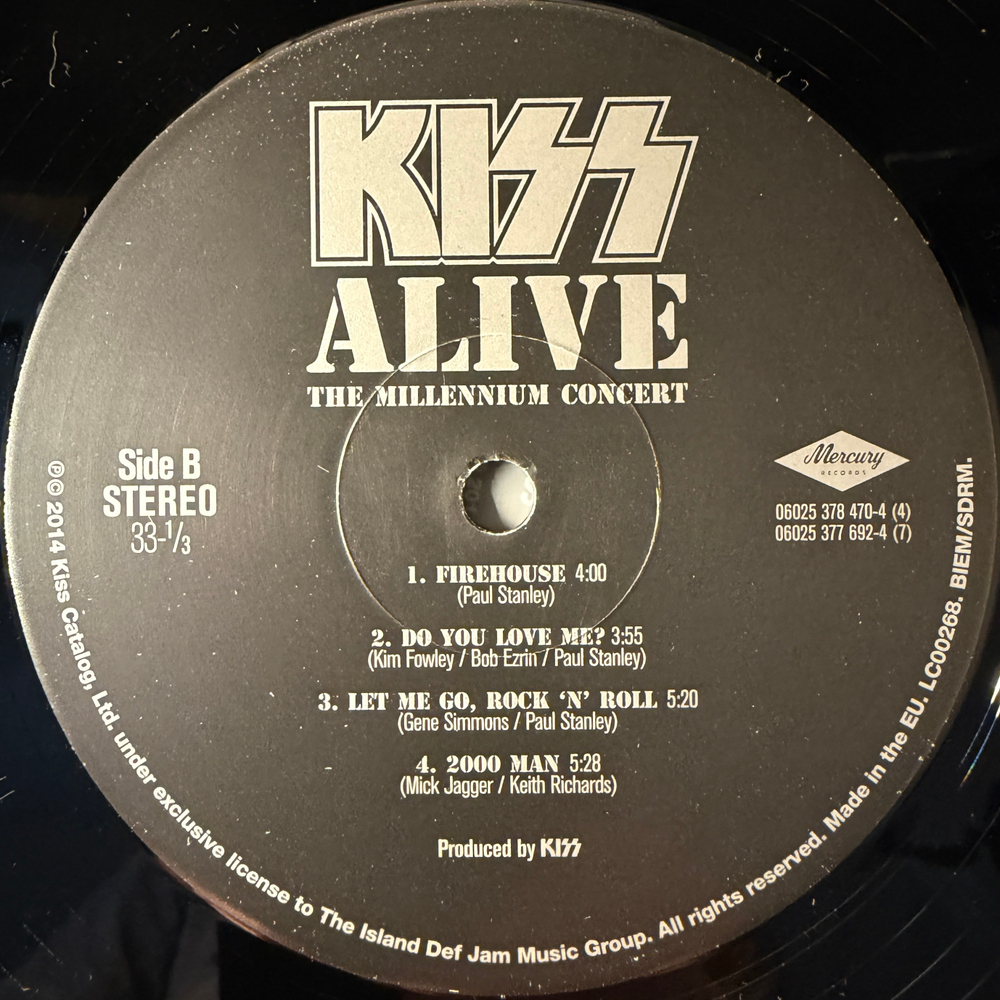 KISS
ALIVE
THE MILLENNIUM CONCERT
Side B
STEREO
33-1/3
Mercury
RECORDS
06025 378 470-4 (4)
06025 377 692-4 (7)
1. FIREHOUSE 4:00
(Paul Stanley)
2. DO YOU LOVE ME? 3:55
(Kim Fowley / Bob Ezrin / Paul Stanley)
3. LET ME GO, ROCK ‘N’ ROLL 5:20
(Gene Simmons / Paul Stanley)
4. 2000 MAN 5:28
(Mick Jagger / Keith Richards)
Produced by KISS
℗© 2014 Kiss Catalog, Ltd. under exclusive license to The Island Def Jam Music Group. All rights reserved. Made in the EU. LC00268. BIEM/SDRM.